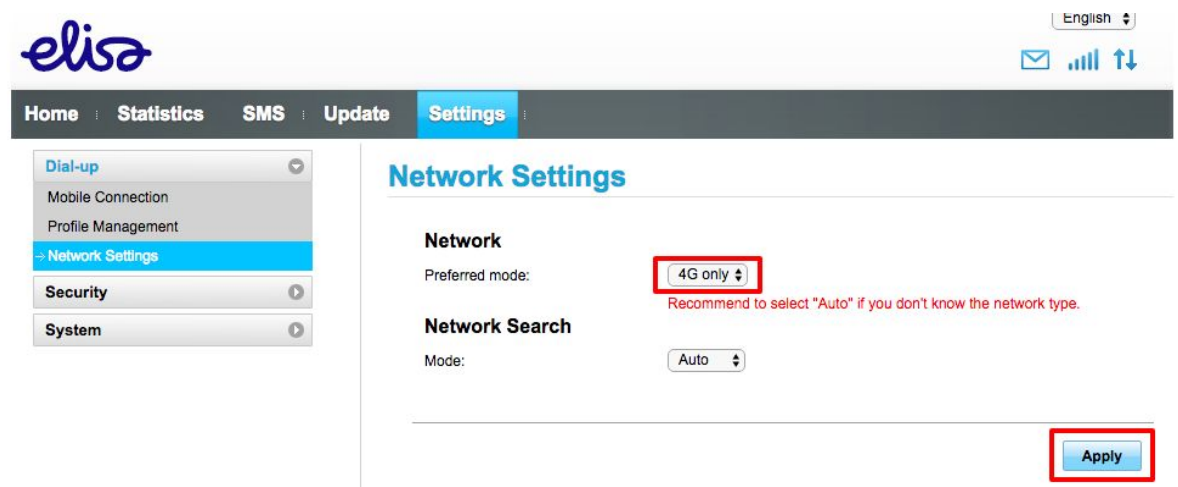 English
elisa
Home
Statistics
SMS
Update
Settings
Dial-up
Mobile Connection
Profile Management
Network Settings
Security
System
Network Settings
Network
Preferred mode:
4G only
Recommend to select "Auto" if you don't know the network type.
Network Search
Mode:
Auto
Apply